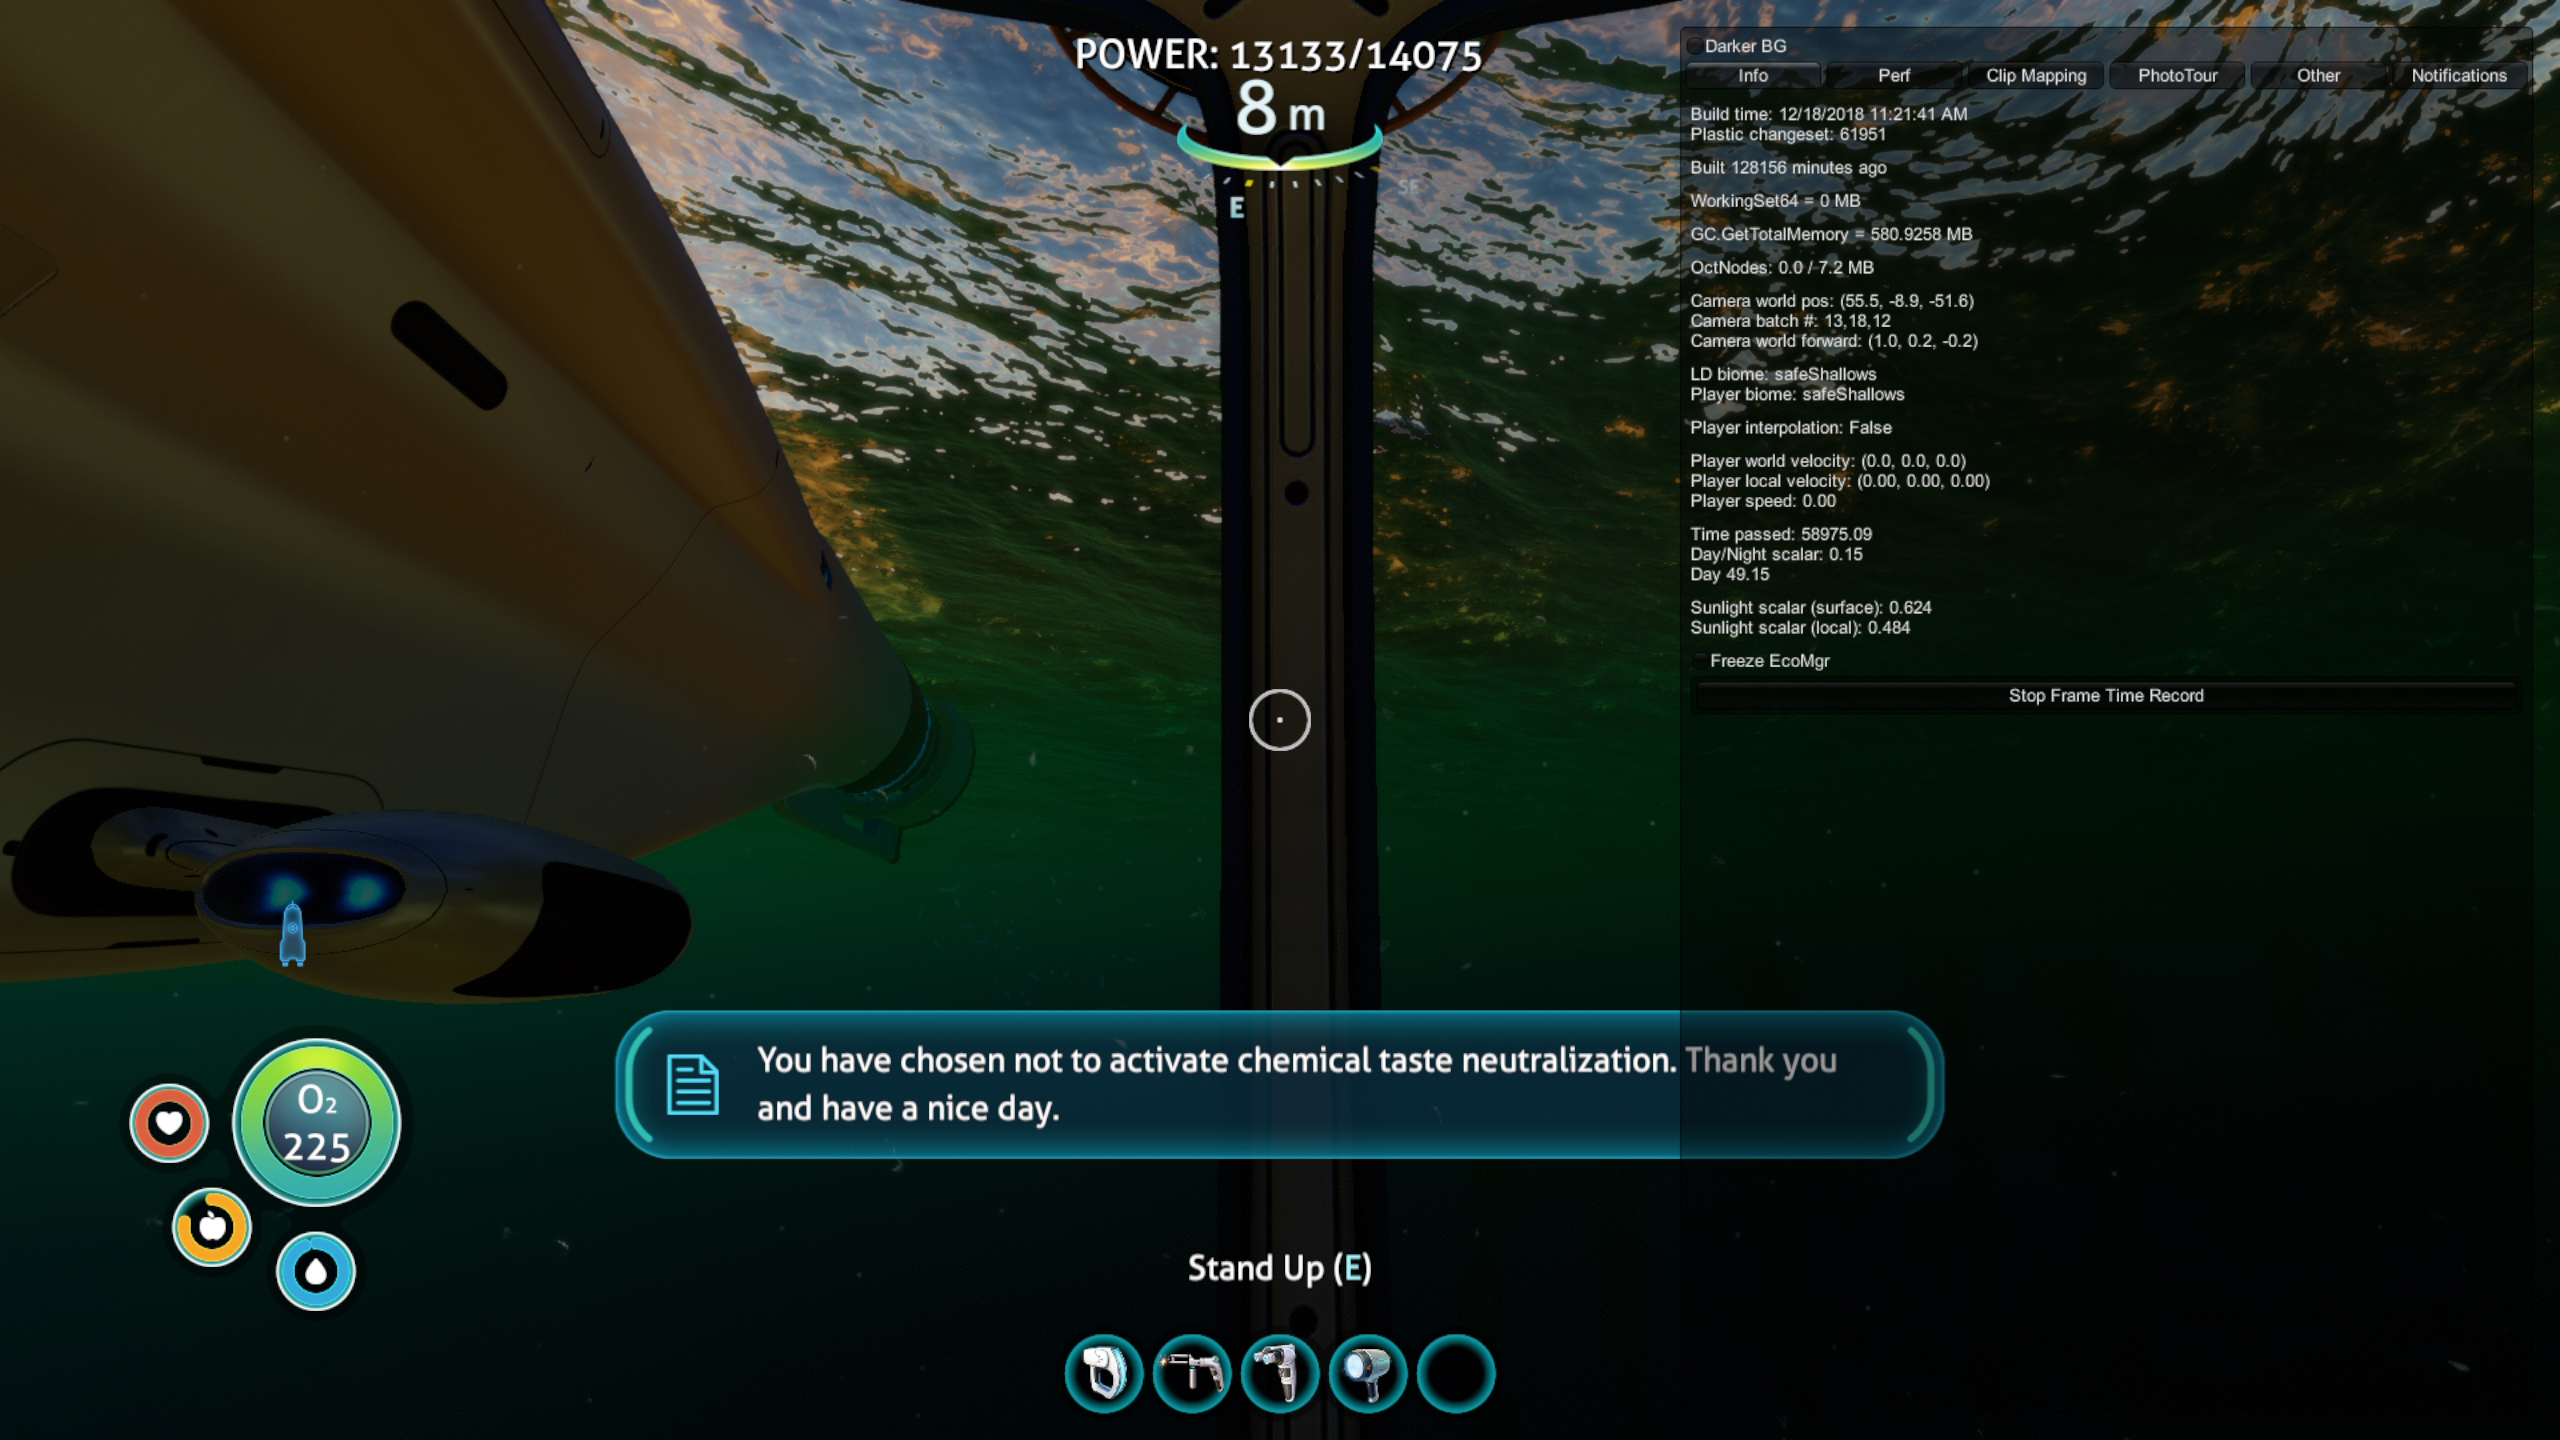 POWER: 13133/14075
8 m
E
SE
Darker BG
Info Perf Clip Mapping PhotoTour Other Notifications
Build time: 12/18/2018 11:21:41 AM
Plastic changeset: 61951
Built 128156 minutes ago
WorkingSet64 = 0 MB
GC.GetTotalMemory = 580.9258 MB
OctNodes: 0.0 / 7.2 MB
Camera world pos: (55.5, -8.9, -51.6)
Camera batch #: 13,18,12
Camera world forward: (1.0, 0.2, -0.2)
LD biome: safeShallows
Player biome: safeShallows
Player interpolation: False
Player world velocity: (0.0, 0.0, 0.0)
Player local velocity: (0.00, 0.00, 0.00)
Player speed: 0.00
Time passed: 58975.09
Day/Night scalar: 0.15
Day 49.15
Sunlight scalar (surface): 0.624
Sunlight scalar (local): 0.484
Freeze EcoMgr
Stop Frame Time Record
You have chosen not to activate chemical taste neutralization. Thank you
and have a nice day.
O2
225
Stand Up (E)